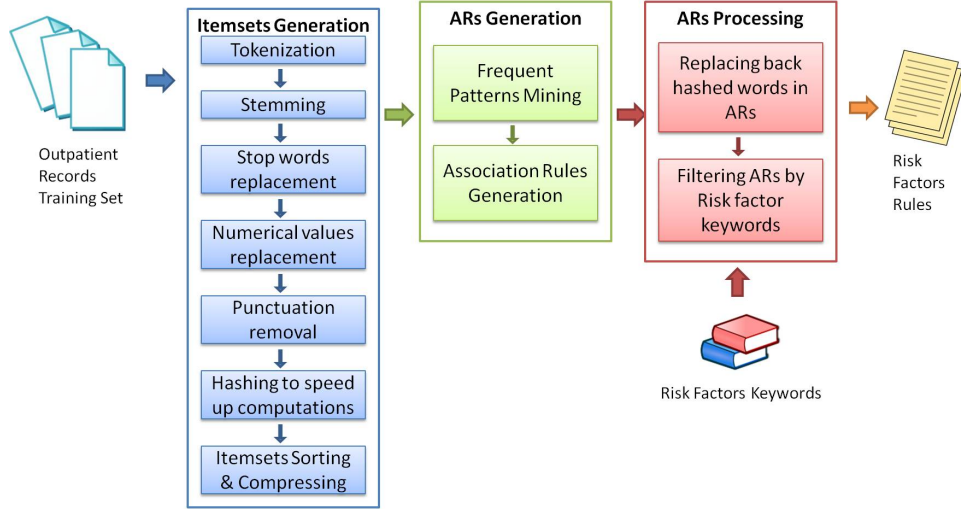 Outpatient
Records
Training Set
Itemsets Generation
Tokenization
Stemming
Stop words
replacement
Numerical values
replacement
Punctuation
removal
Hashing to speed
up computations
Itemsets Sorting
& Compressing
ARs Generation
Frequent
Patterns Mining
Association Rules
Generation
ARs Processing
Replacing back
hashed words in
ARs
Filtering ARs by
Risk factor
keywords
Risk Factors Keywords
Risk
Factors
Rules